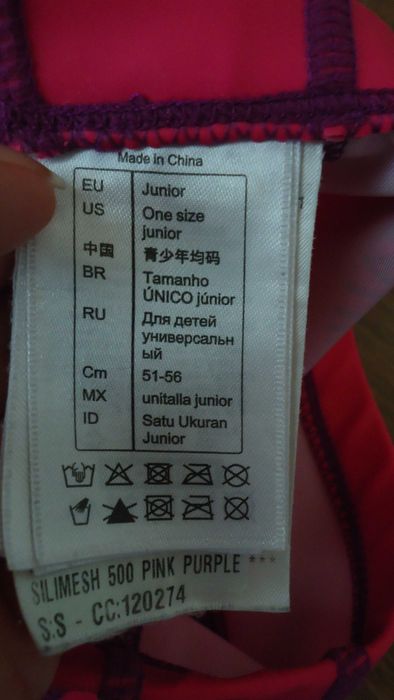 Made in China
EU Junior
US One size
junior
中国 青少年均码
BR Tamanho
ÚNICO júnior
RU Для детей
универсальн
ый
Cm 51-56
MX unitalla junior
ID Satu Ukuran
Junior
SILIMESH 500 PINK PURPLE ***
S:S - CC:120274